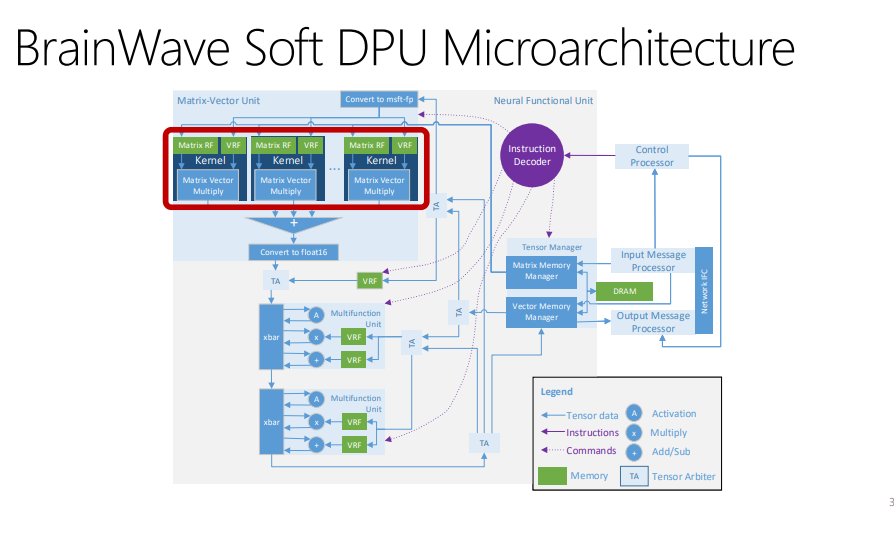 BrainWave Soft DPU Microarchitecture
Matrix-Vector Unit
Convert to msft-fp
Neural Functional Unit
Matrix RF
VRF
Kernel
Matrix Vector
Multiply
Matrix RF
VRF
Kernel
Matrix Vector
Multiply
...
Matrix RF
VRF
Kernel
Matrix Vector
Multiply
Instruction
Decoder
Control
Processor
TA
+
Convert to float16
Tensor Manager
Matrix Memory
Manager
Vector Memory
Manager
Input Message
Processor
DRAM
Output Message
Processor
Network IFC
TA
VRF
TA
xbar
A
x
+
Multifunction
Unit
VRF
VRF
TA
xbar
A
x
+
Multifunction
Unit
VRF
VRF
TA
Legend
Tensor data
Instructions
Commands
A
Activation
x
Multiply
+
Add/Sub
Memory
TA
Tensor Arbiter
3